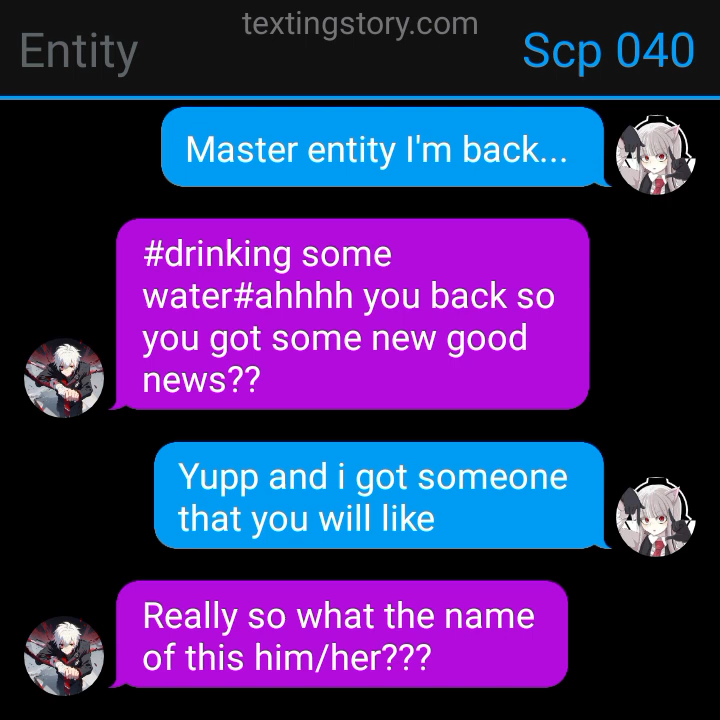 textingstory.com
Entity
Scp 040
Master entity I'm back...
#drinking some
water#ahhhh you back so
you got some new good
news??
Yupp and i got someone
that you will like
Really so what the name
of this him/her???